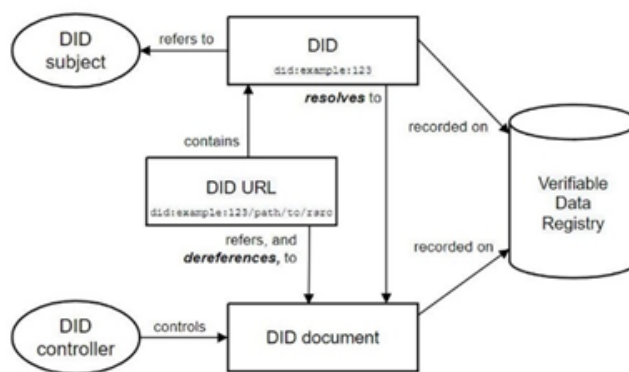 DID
subject
refers to
DID
did:example:123
resolves to
recorded on
contains
DID URL
did:example:123/path/to/rsrc
Verifiable
Data
Registry
refers, and
dereferences, to
recorded on
DID
controller
controls
DID document